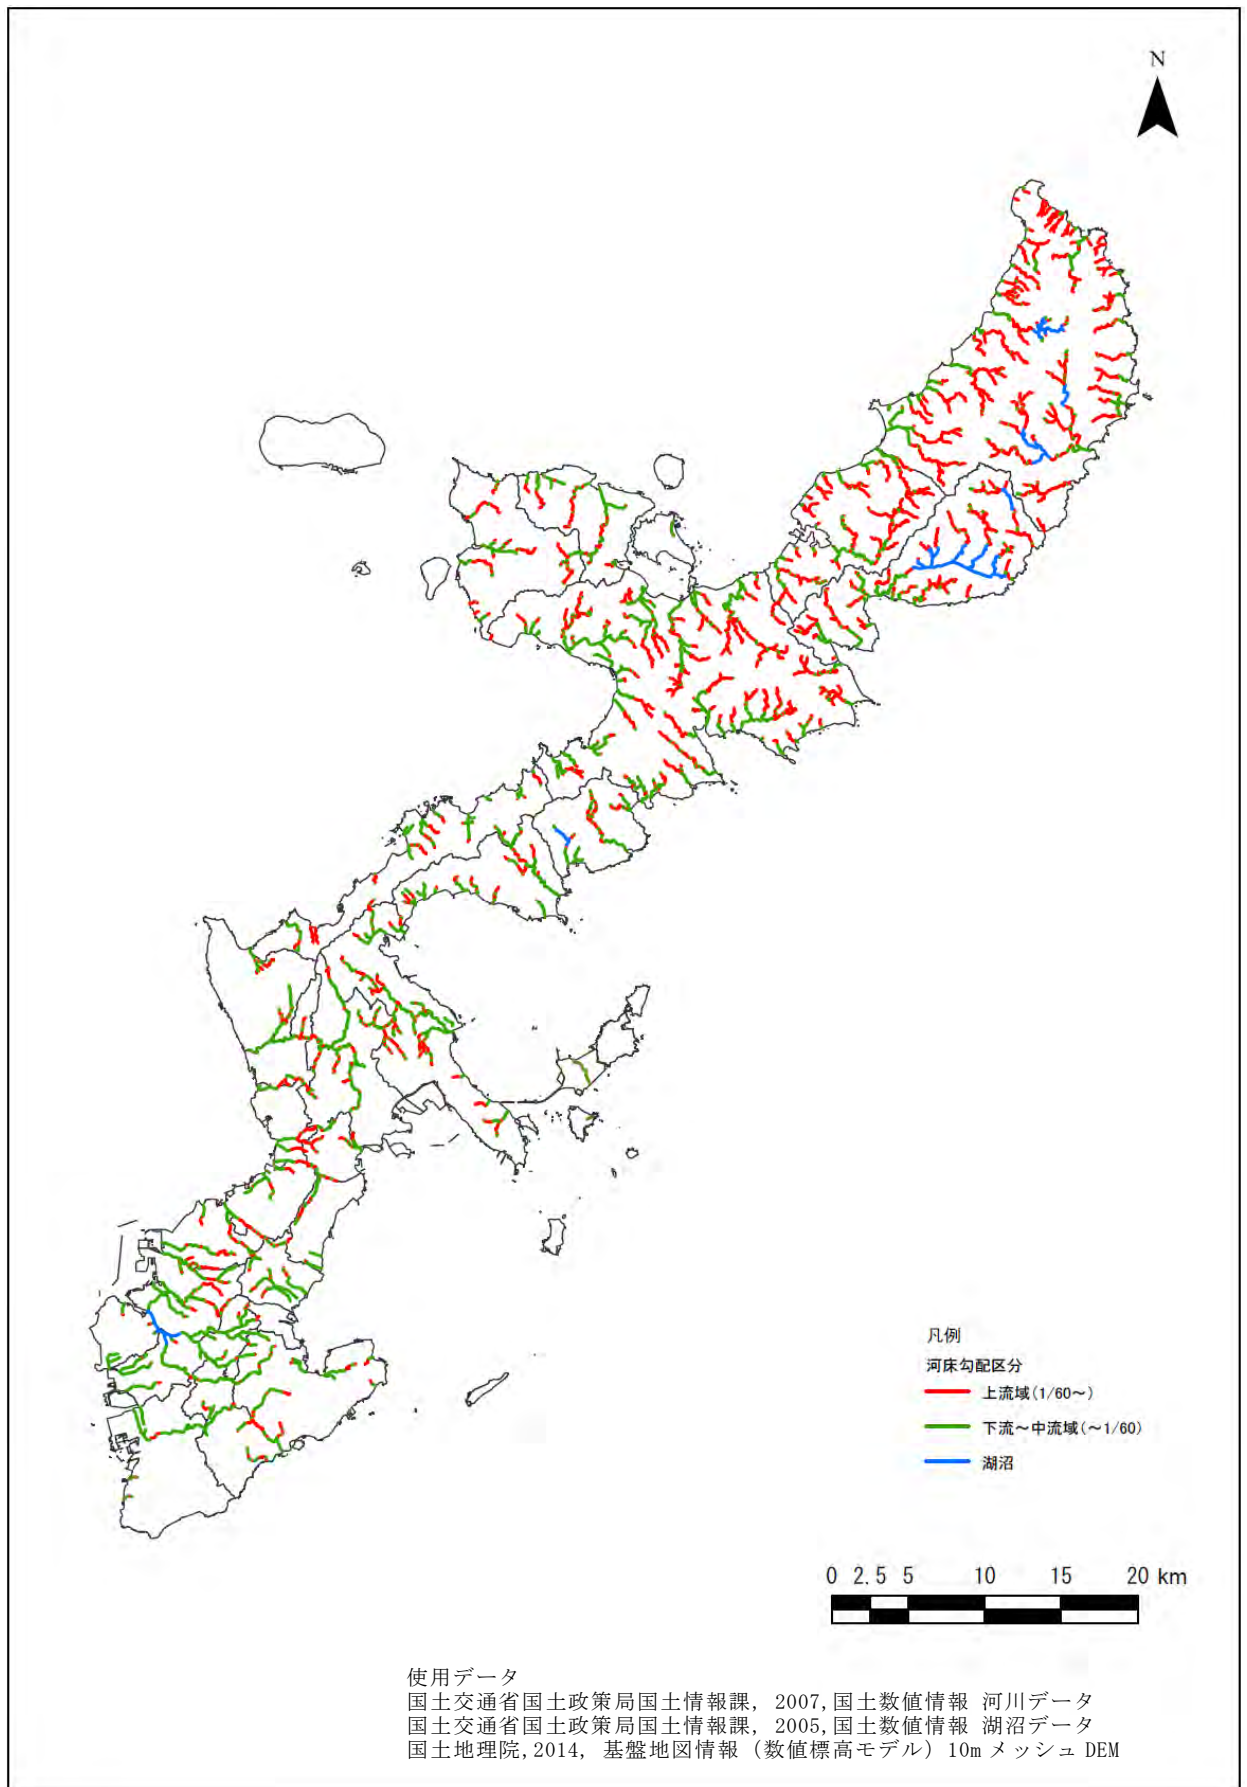 N
凡例
河床勾配区分
上流域(1/60～)
下流～中流域(～1/60)
湖沼
0 2.5 5 10 15 20 km
使用データ
国土交通省国土政策局国土情報課, 2007,国土数値情報 河川データ
国土交通省国土政策局国土情報課, 2005,国土数値情報 湖沼データ
国土地理院,2014, 基盤地図情報（数値標高モデル）10m メッシュ DEM